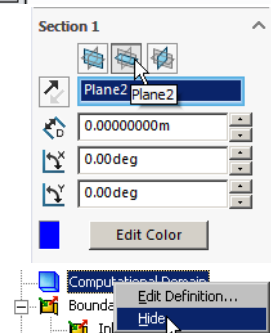 Section 1
Plane2
Plane2
0.00000000m
0.00deg
0.00deg
Edit Color
Computational Domain
Edit Definition...
Bounda
Hide